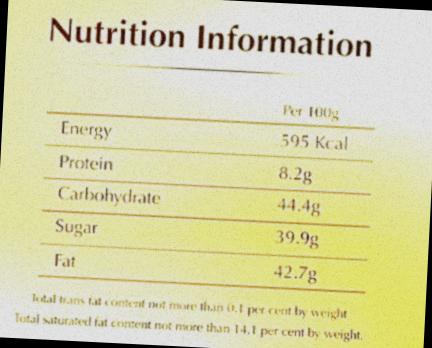 Nutrition Information
Per 100g
Energy 595 Kcal
Protein 8.2g
Carbohydrate 44.4g
Sugar 39.9g
Fat 42.7g
Total trans fat content not more than 0.1 per cent by weight
Total saturated fat content not more than 14.1 per cent by weight.